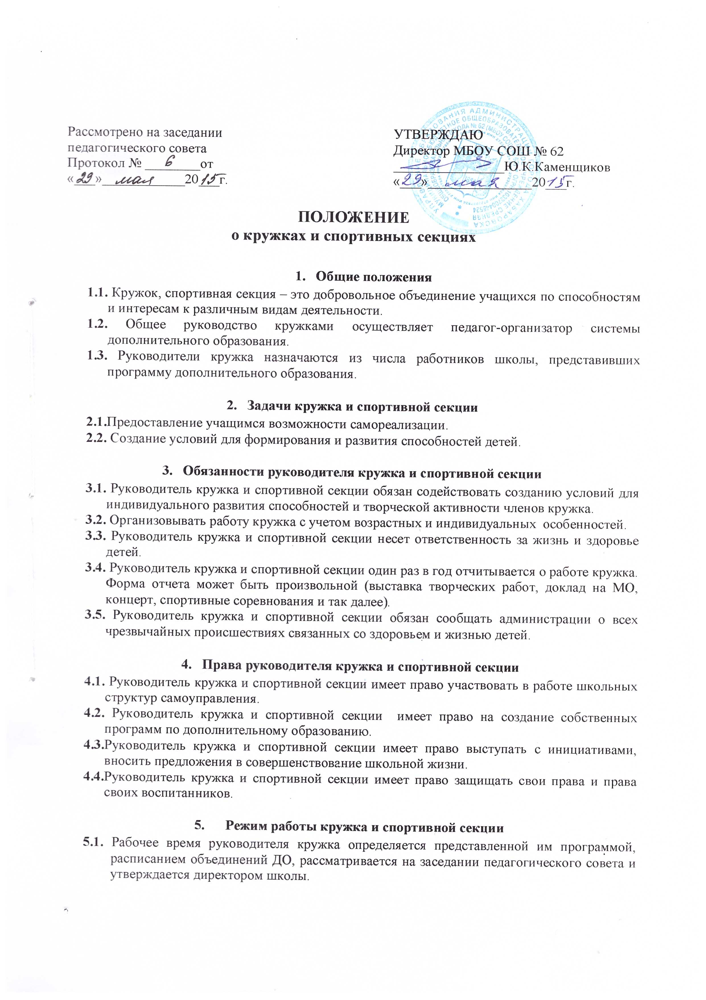 Рассмотрено на заседании
педагогического совета
Протокол № 6 от
«29» мая 2015г.
УТВЕРЖДАЮ
Директор МБОУ СОШ № 62
Ю.К.Каменщиков
«29» мая 2015г.
ПОЛОЖЕНИЕ
о кружках и спортивных секциях
1. Общие положения
1.1. Кружок, спортивная секция – это добровольное объединение учащихся по способностям
и интересам к различным видам деятельности.
1.2. Общее руководство кружками осуществляет педагог-организатор системы
дополнительного образования.
1.3. Руководители кружка назначаются из числа работников школы, представивших
программу дополнительного образования.
2. Задачи кружка и спортивной секции
2.1.Предоставление учащимся возможности самореализации.
2.2. Создание условий для формирования и развития способностей детей.
3. Обязанности руководителя кружка и спортивной секции
3.1. Руководитель кружка и спортивной секции обязан содействовать созданию условий для
индивидуального развития способностей и творческой активности членов кружка.
3.2. Организовывать работу кружка с учетом возрастных и индивидуальных особенностей.
3.3. Руководитель кружка и спортивной секции несет ответственность за жизнь и здоровье
детей.
3.4. Руководитель кружка и спортивной секции один раз в год отчитывается о работе кружка.
Форма отчета может быть произвольной (выставка творческих работ, доклад на МО,
концерт, спортивные соревнования и так далее).
3.5. Руководитель кружка и спортивной секции обязан сообщать администрации о всех
чрезвычайных происшествиях связанных со здоровьем и жизнью детей.
4. Права руководителя кружка и спортивной секции
4.1. Руководитель кружка и спортивной секции имеет право участвовать в работе школьных
структур самоуправления.
4.2. Руководитель кружка и спортивной секции имеет право на создание собственных
программ по дополнительному образованию.
4.3.Руководитель кружка и спортивной секции имеет право выступать с инициативами,
вносить предложения в совершенствование школьной жизни.
4.4.Руководитель кружка и спортивной секции имеет право защищать свои права и права
своих воспитанников.
5. Режим работы кружка и спортивной секции
5.1. Рабочее время руководителя кружка определяется представленной им программой,
расписанием объединений ДО, рассматривается на заседании педагогического совета и
утверждается директором школы.